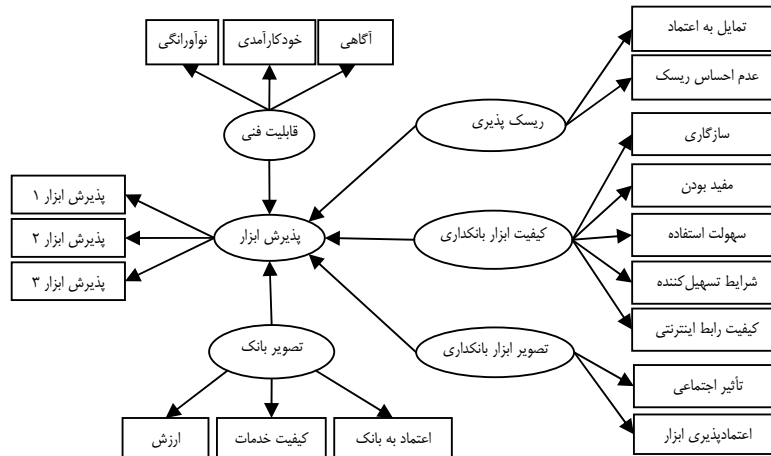 آگاهی
خودکارآمدی
نوآورانگی
قابلیت فنی
تمایل به اعتماد
عدم احساس ریسک
ریسک پذیری
سازگاری
مفید بودن
سهولت استفاده
شرایط تسهیل‌کننده
کیفیت رابط اینترنتی
کیفیت ابزار بانکداری
پذیرش ابزار
پذیرش ابزار ۱
پذیرش ابزار ۲
پذیرش ابزار ۳
تصویر ابزار بانکداری
تأثیر اجتماعی
اعتمادپذیری ابزار
تصویر بانک
اعتماد به بانک
کیفیت خدمات
ارزش